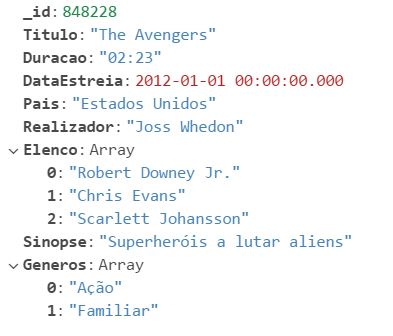 _id: 848228
Titulo: "The Avengers"
Duracao: "02:23"
DataEstreia: 2012-01-01 00:00:00.000
Pais: "Estados Unidos"
Realizador: "Joss Whedon"
Elenco: Array
0: "Robert Downey Jr."
1: "Chris Evans"
2: "Scarlett Johansson"
Sinopse: "Superheróis a lutar aliens"
Generos: Array
0: "Ação"
1: "Familiar"